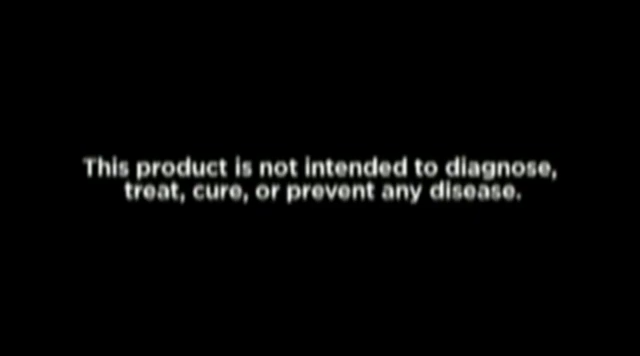 This product is not intended to diagnose,
treat, cure, or prevent any disease.